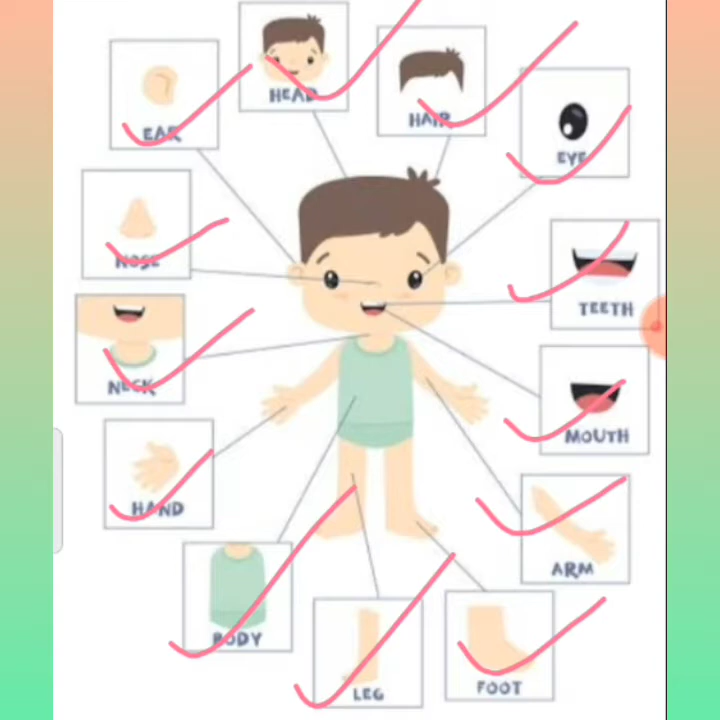 HEAD
HAIR
EAR
EYE
NOSE
TEETH
NECK
MOUTH
HAND
ARM
BODY
LEG
FOOT